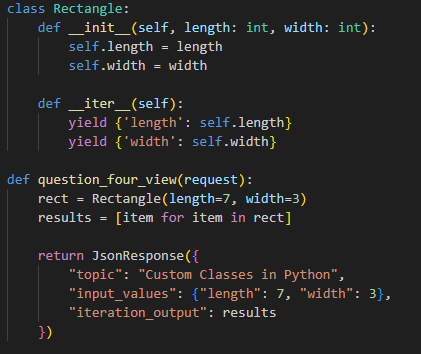 class Rectangle:
    def __init__(self, length: int, width: int):
        self.length = length
        self.width = width

    def __iter__(self):
        yield {'length': self.length}
        yield {'width': self.width}

def question_four_view(request):
    rect = Rectangle(length=7, width=3)
    results = [item for item in rect]

    return JsonResponse({
        "topic": "Custom Classes in Python",
        "input_values": {"length": 7, "width": 3},
        "iteration_output": results
    })